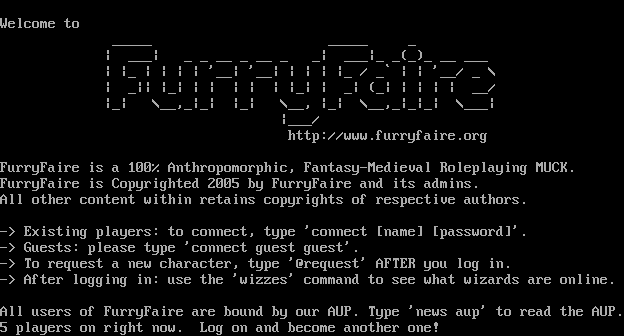 Welcome to
FurryFaire
http://www.furryfaire.org
FurryFaire is a 100% Anthropomorphic, Fantasy-Medieval Roleplaying MUCK.
FurryFaire is Copyrighted 2005 by FurryFaire and its admins.
All other content within retains copyrights of respective authors.
-> Existing players: to connect, type 'connect [name] [password]'.
-> Guests: please type 'connect guest guest'.
-> To request a new character, type '@request' AFTER you log in.
-> After logging in: use the 'wizzes' command to see what wizards are online.
All users of FurryFaire are bound by our AUP. Type 'news aup' to read the AUP.
5 players on right now.  Log on and become another one!